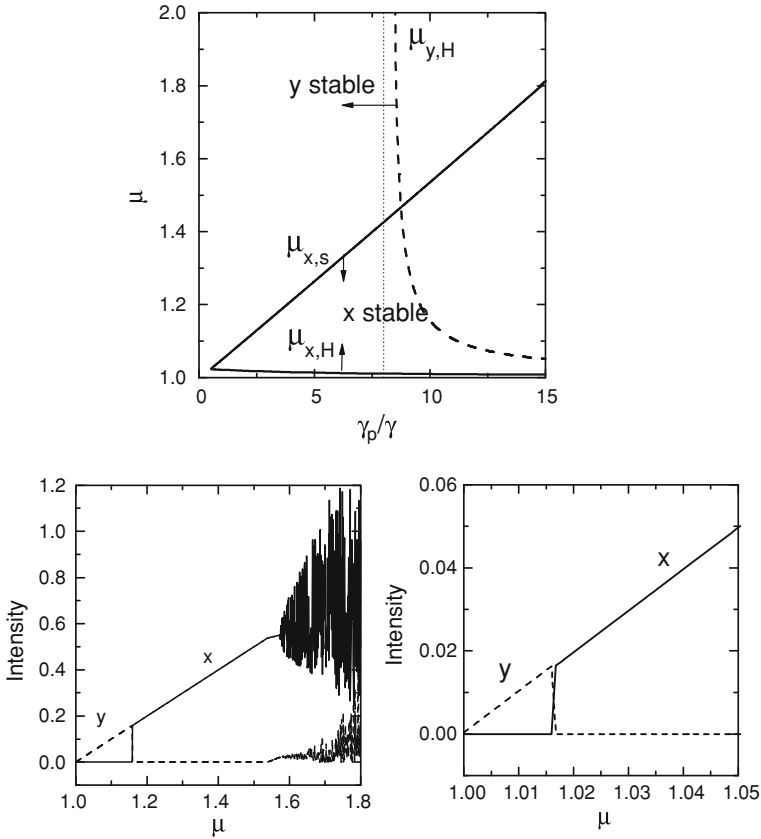 2.0
μy,H
y stable
1.8
1.6
μ
1.4
μx,s
x stable
1.2
μx,H
1.0
0 5 10 15
γp/γ
1.2
1.0
0.8
Intensity
0.6
x
0.4
y
0.2
0.0
1.0 1.2 1.4 1.6 1.8
μ
0.06
x
0.04
Intensity
y
0.02
0.00
1.00 1.01 1.02 1.03 1.04 1.05
μ